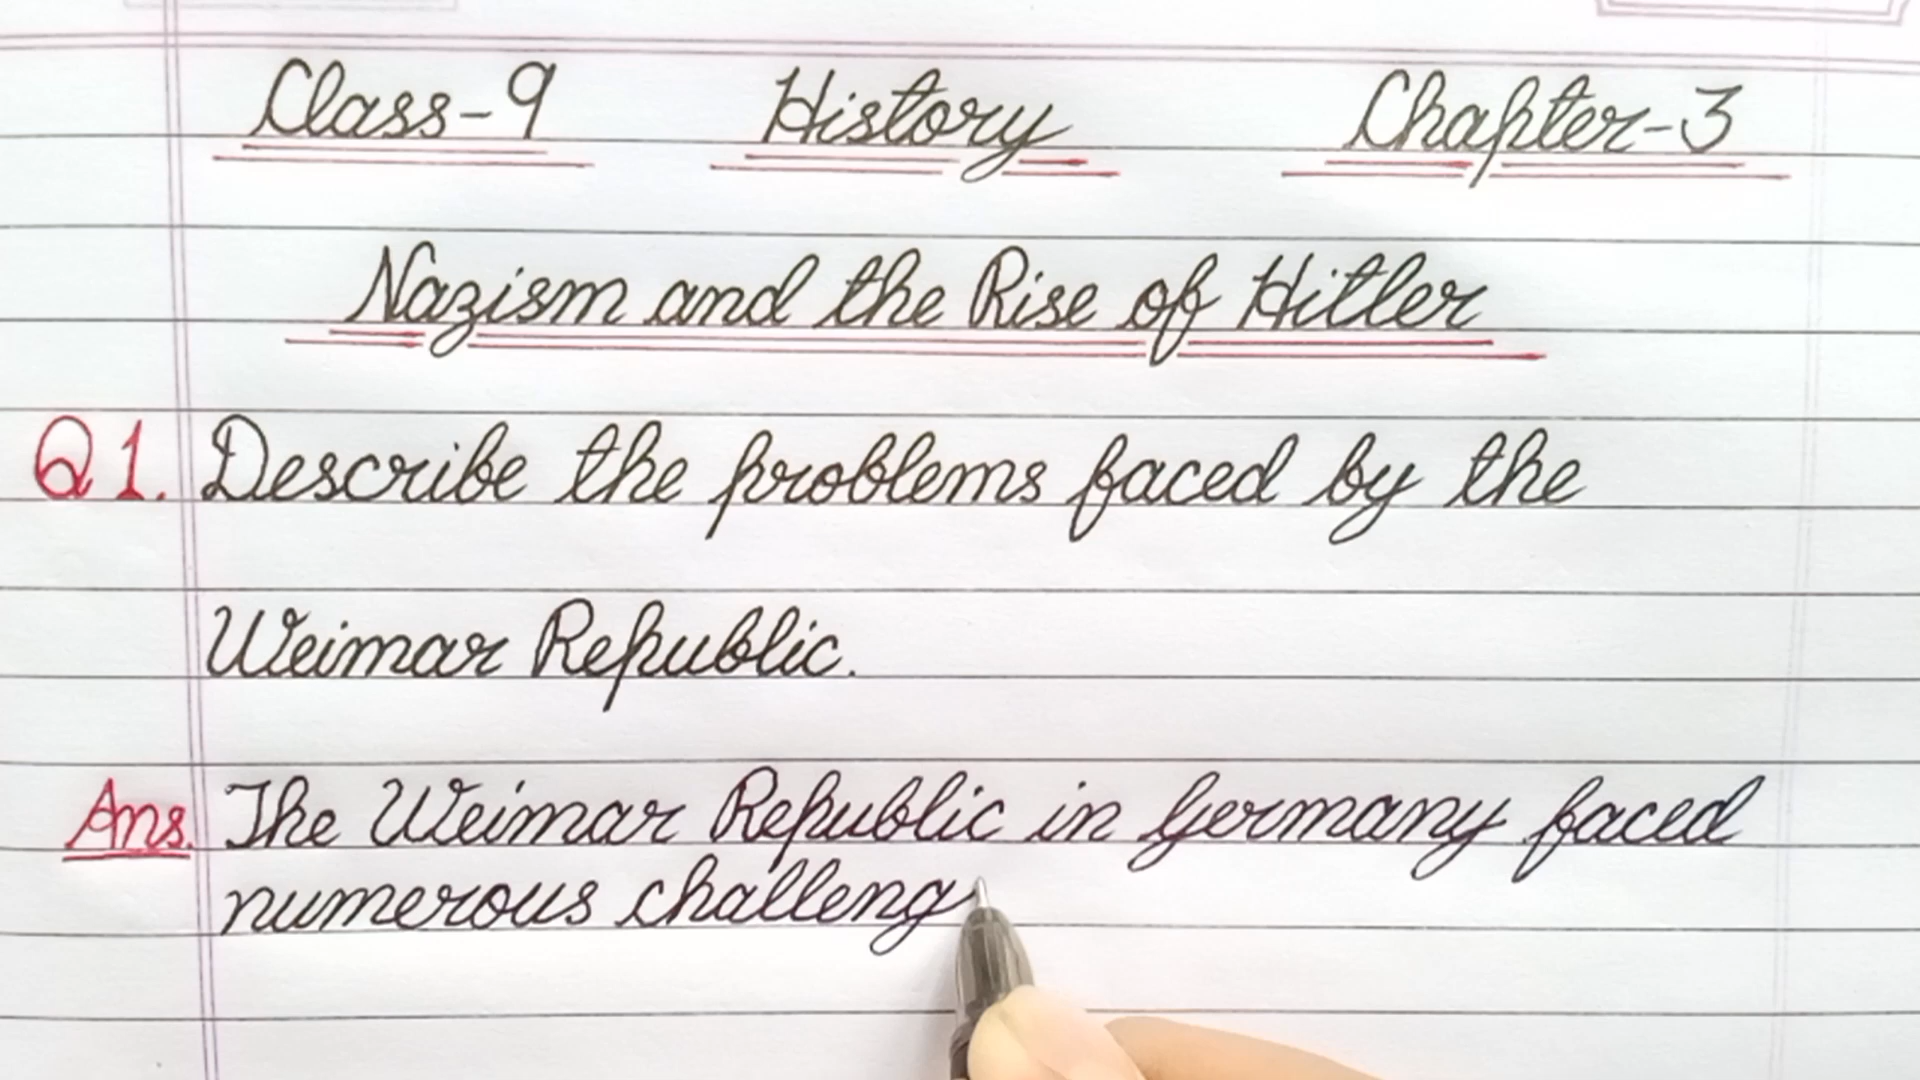 Class-9 History Chapter-3
Nazism and the Rise of Hitler
Q1. Describe the problems faced by the
Weimar Republic.
Ans. The Weimar Republic in Germany faced
numerous challeng